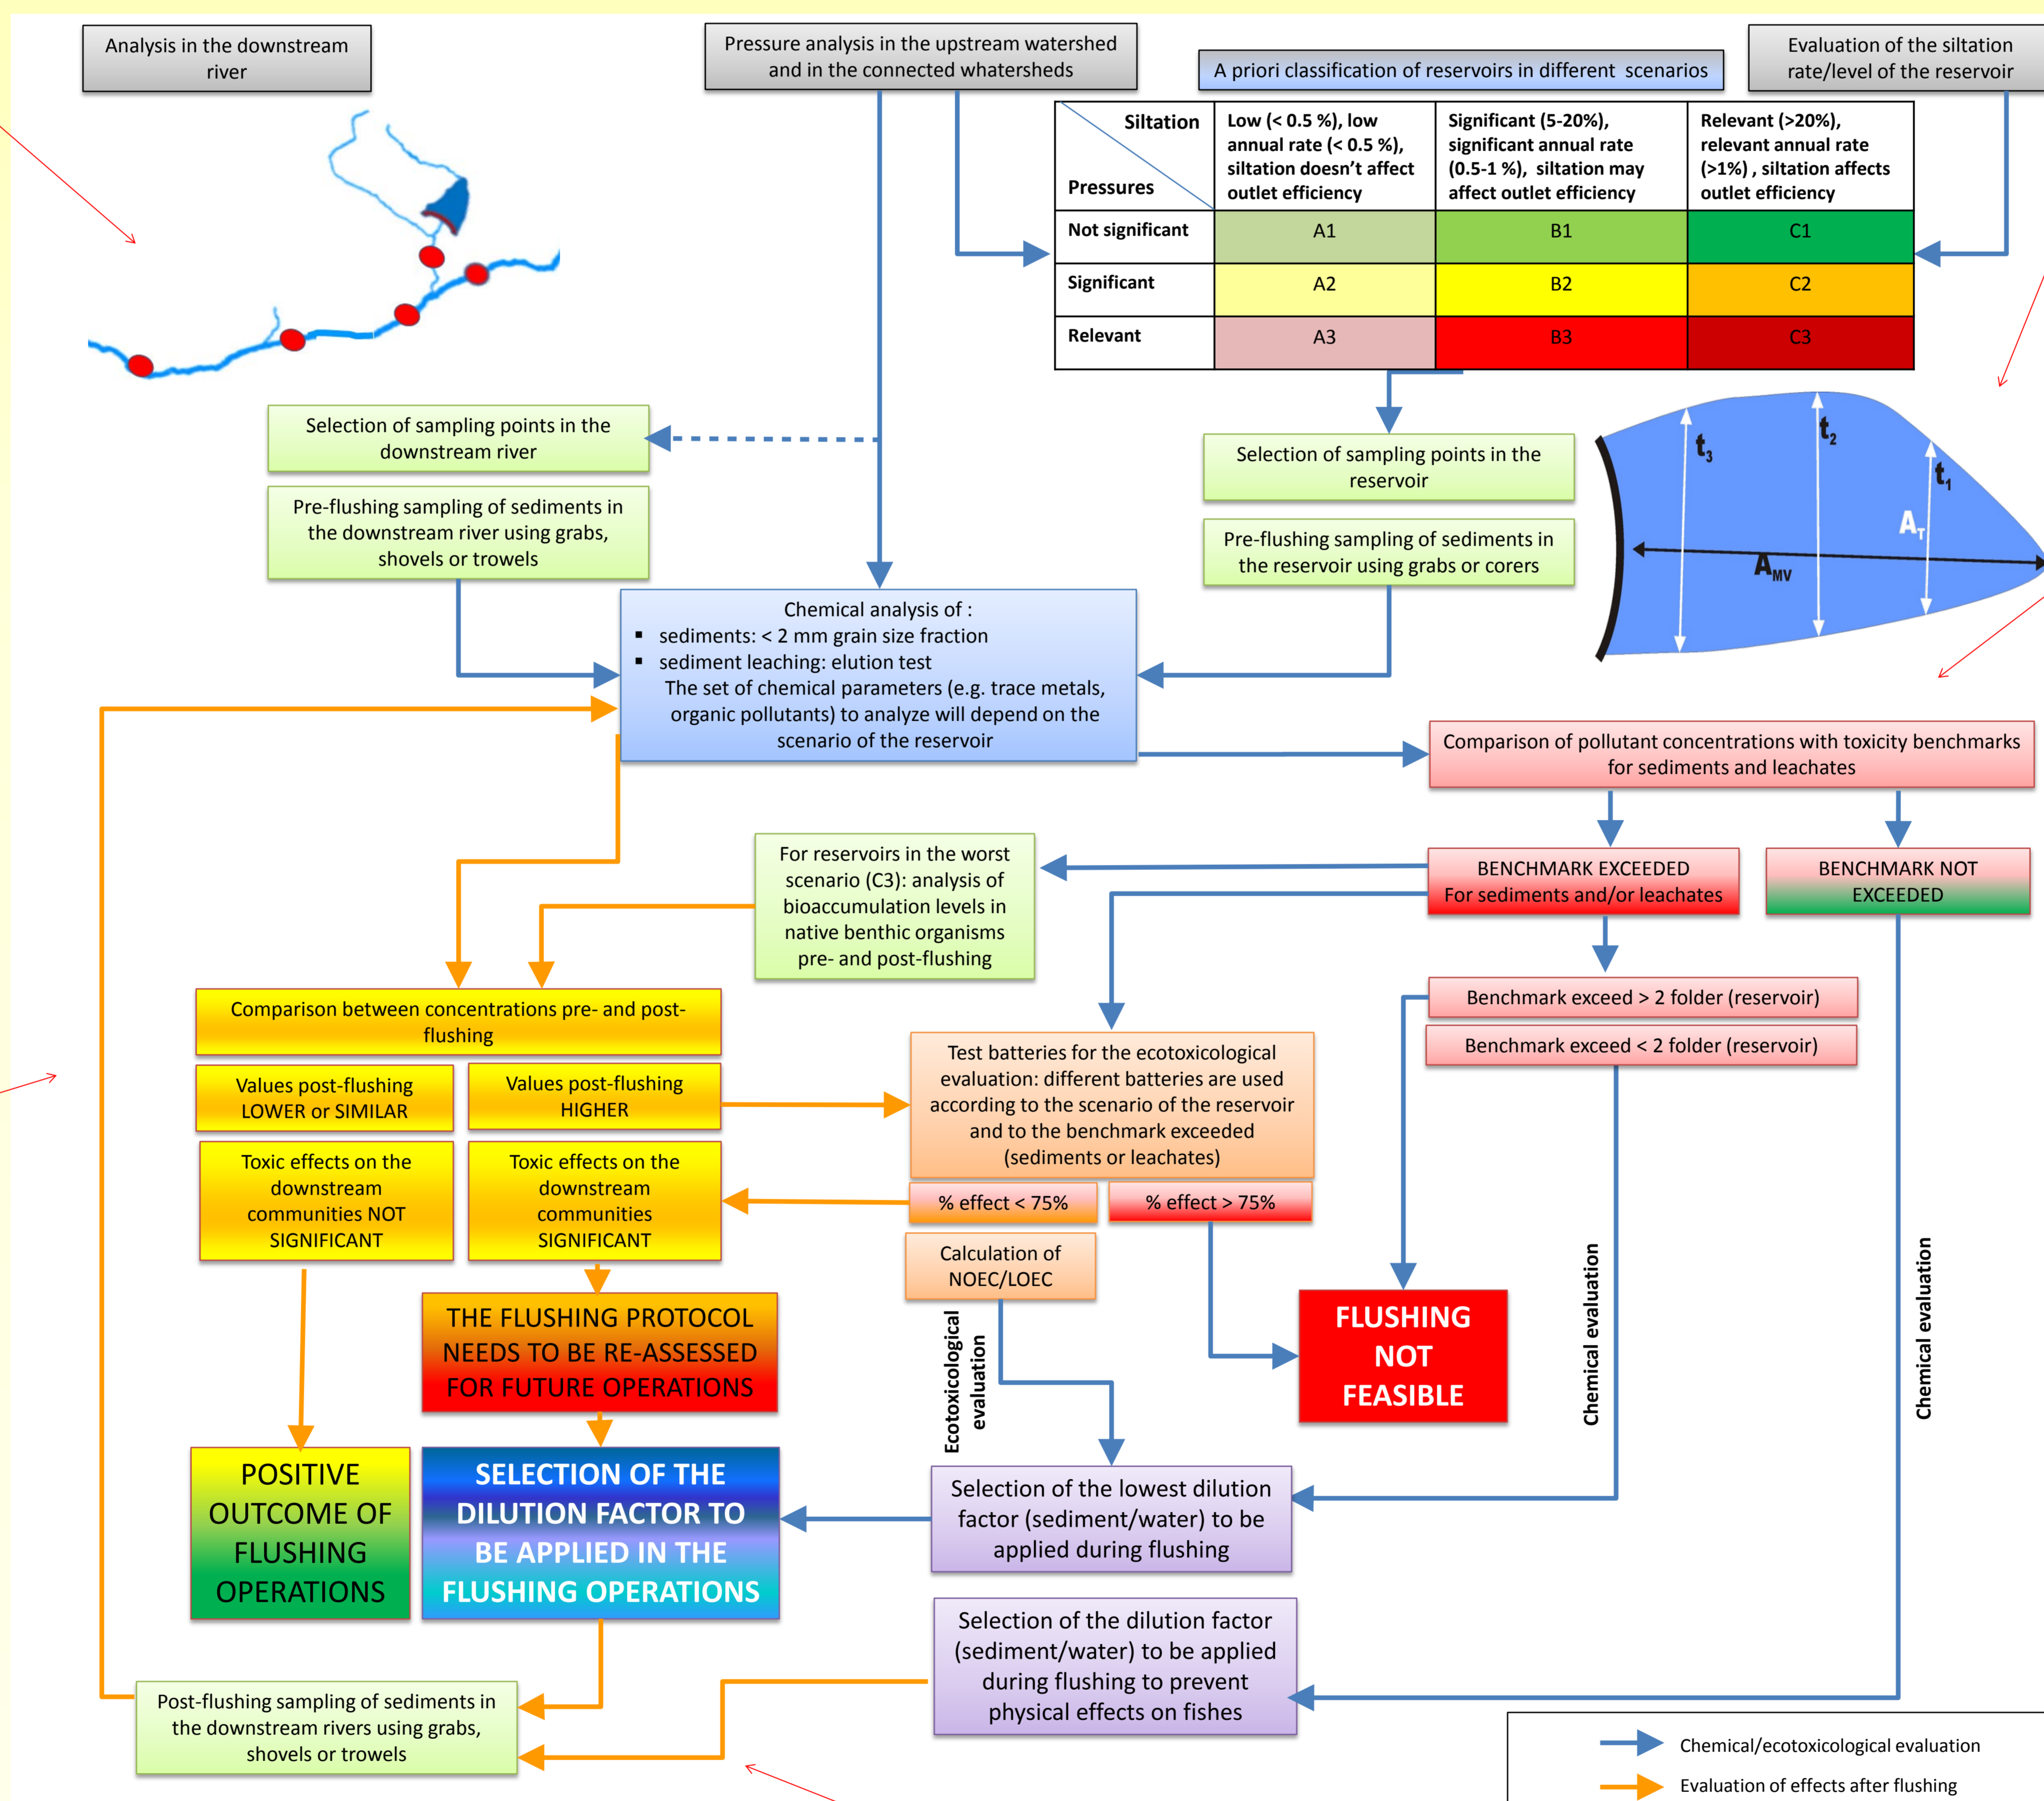 Analysis in the downstream
river
Pressure analysis in the upstream watershed
and in the connected whatersheds
A priori classification of reservoirs in different scenarios
Evaluation of the siltation
rate/level of the reservoir
Siltation
Pressures
Low (< 0.5 %), low
annual rate (< 0.5 %),
siltation doesn't affect
outlet efficiency
Significant (5-20%),
significant annual rate
(0.5-1 %), siltation may
affect outlet efficiency
Relevant (>20%),
relevant annual rate
(>1%) , siltation affects
outlet efficiency
Not significant
A1
B1
C1
Significant
A2
B2
C2
Relevant
A3
B3
C3
Selection of sampling points in the
downstream river
Pre-flushing sampling of sediments in
the downstream river using grabs,
shovels or trowels
Selection of sampling points in the
reservoir
Pre-flushing sampling of sediments in
the reservoir using grabs or corers
t3
t2
t1
AT
AMV
Chemical analysis of :
▪ sediments: < 2 mm grain size fraction
▪ sediment leaching: elution test
The set of chemical parameters (e.g. trace metals,
organic pollutants) to analyze will depend on the
scenario of the reservoir
Comparison of pollutant concentrations with toxicity benchmarks
for sediments and leachates
For reservoirs in the worst
scenario (C3): analysis of
bioaccumulation levels in
native benthic organisms
pre- and post-flushing
BENCHMARK EXCEEDED
For sediments and/or leachates
BENCHMARK NOT
EXCEEDED
Benchmark exceed > 2 folder (reservoir)
Benchmark exceed < 2 folder (reservoir)
Comparison between concentrations pre- and post-
flushing
Values post-flushing
LOWER or SIMILAR
Values post-flushing
HIGHER
Toxic effects on the
downstream
communities NOT
SIGNIFICANT
Toxic effects on the
downstream
communities
SIGNIFICANT
Test batteries for the ecotoxicological
evaluation: different batteries are used
according to the scenario of the reservoir
and to the benchmark exceeded
(sediments or leachates)
% effect < 75%
% effect > 75%
Calculation of
NOEC/LOEC
Ecotoxicological
evaluation
THE FLUSHING PROTOCOL
NEEDS TO BE RE-ASSESSED
FOR FUTURE OPERATIONS
FLUSHING
NOT
FEASIBLE
Chemical evaluation
Chemical evaluation
POSITIVE
OUTCOME OF
FLUSHING
OPERATIONS
SELECTION OF THE
DILUTION FACTOR TO
BE APPLIED IN THE
FLUSHING OPERATIONS
Selection of the lowest dilution
factor (sediment/water) to be
applied during flushing
Selection of the dilution factor
(sediment/water) to be applied
during flushing to prevent
physical effects on fishes
Post-flushing sampling of sediments in
the downstream rivers using grabs,
shovels or trowels
Chemical/ecotoxicological evaluation
Evaluation of effects after flushing